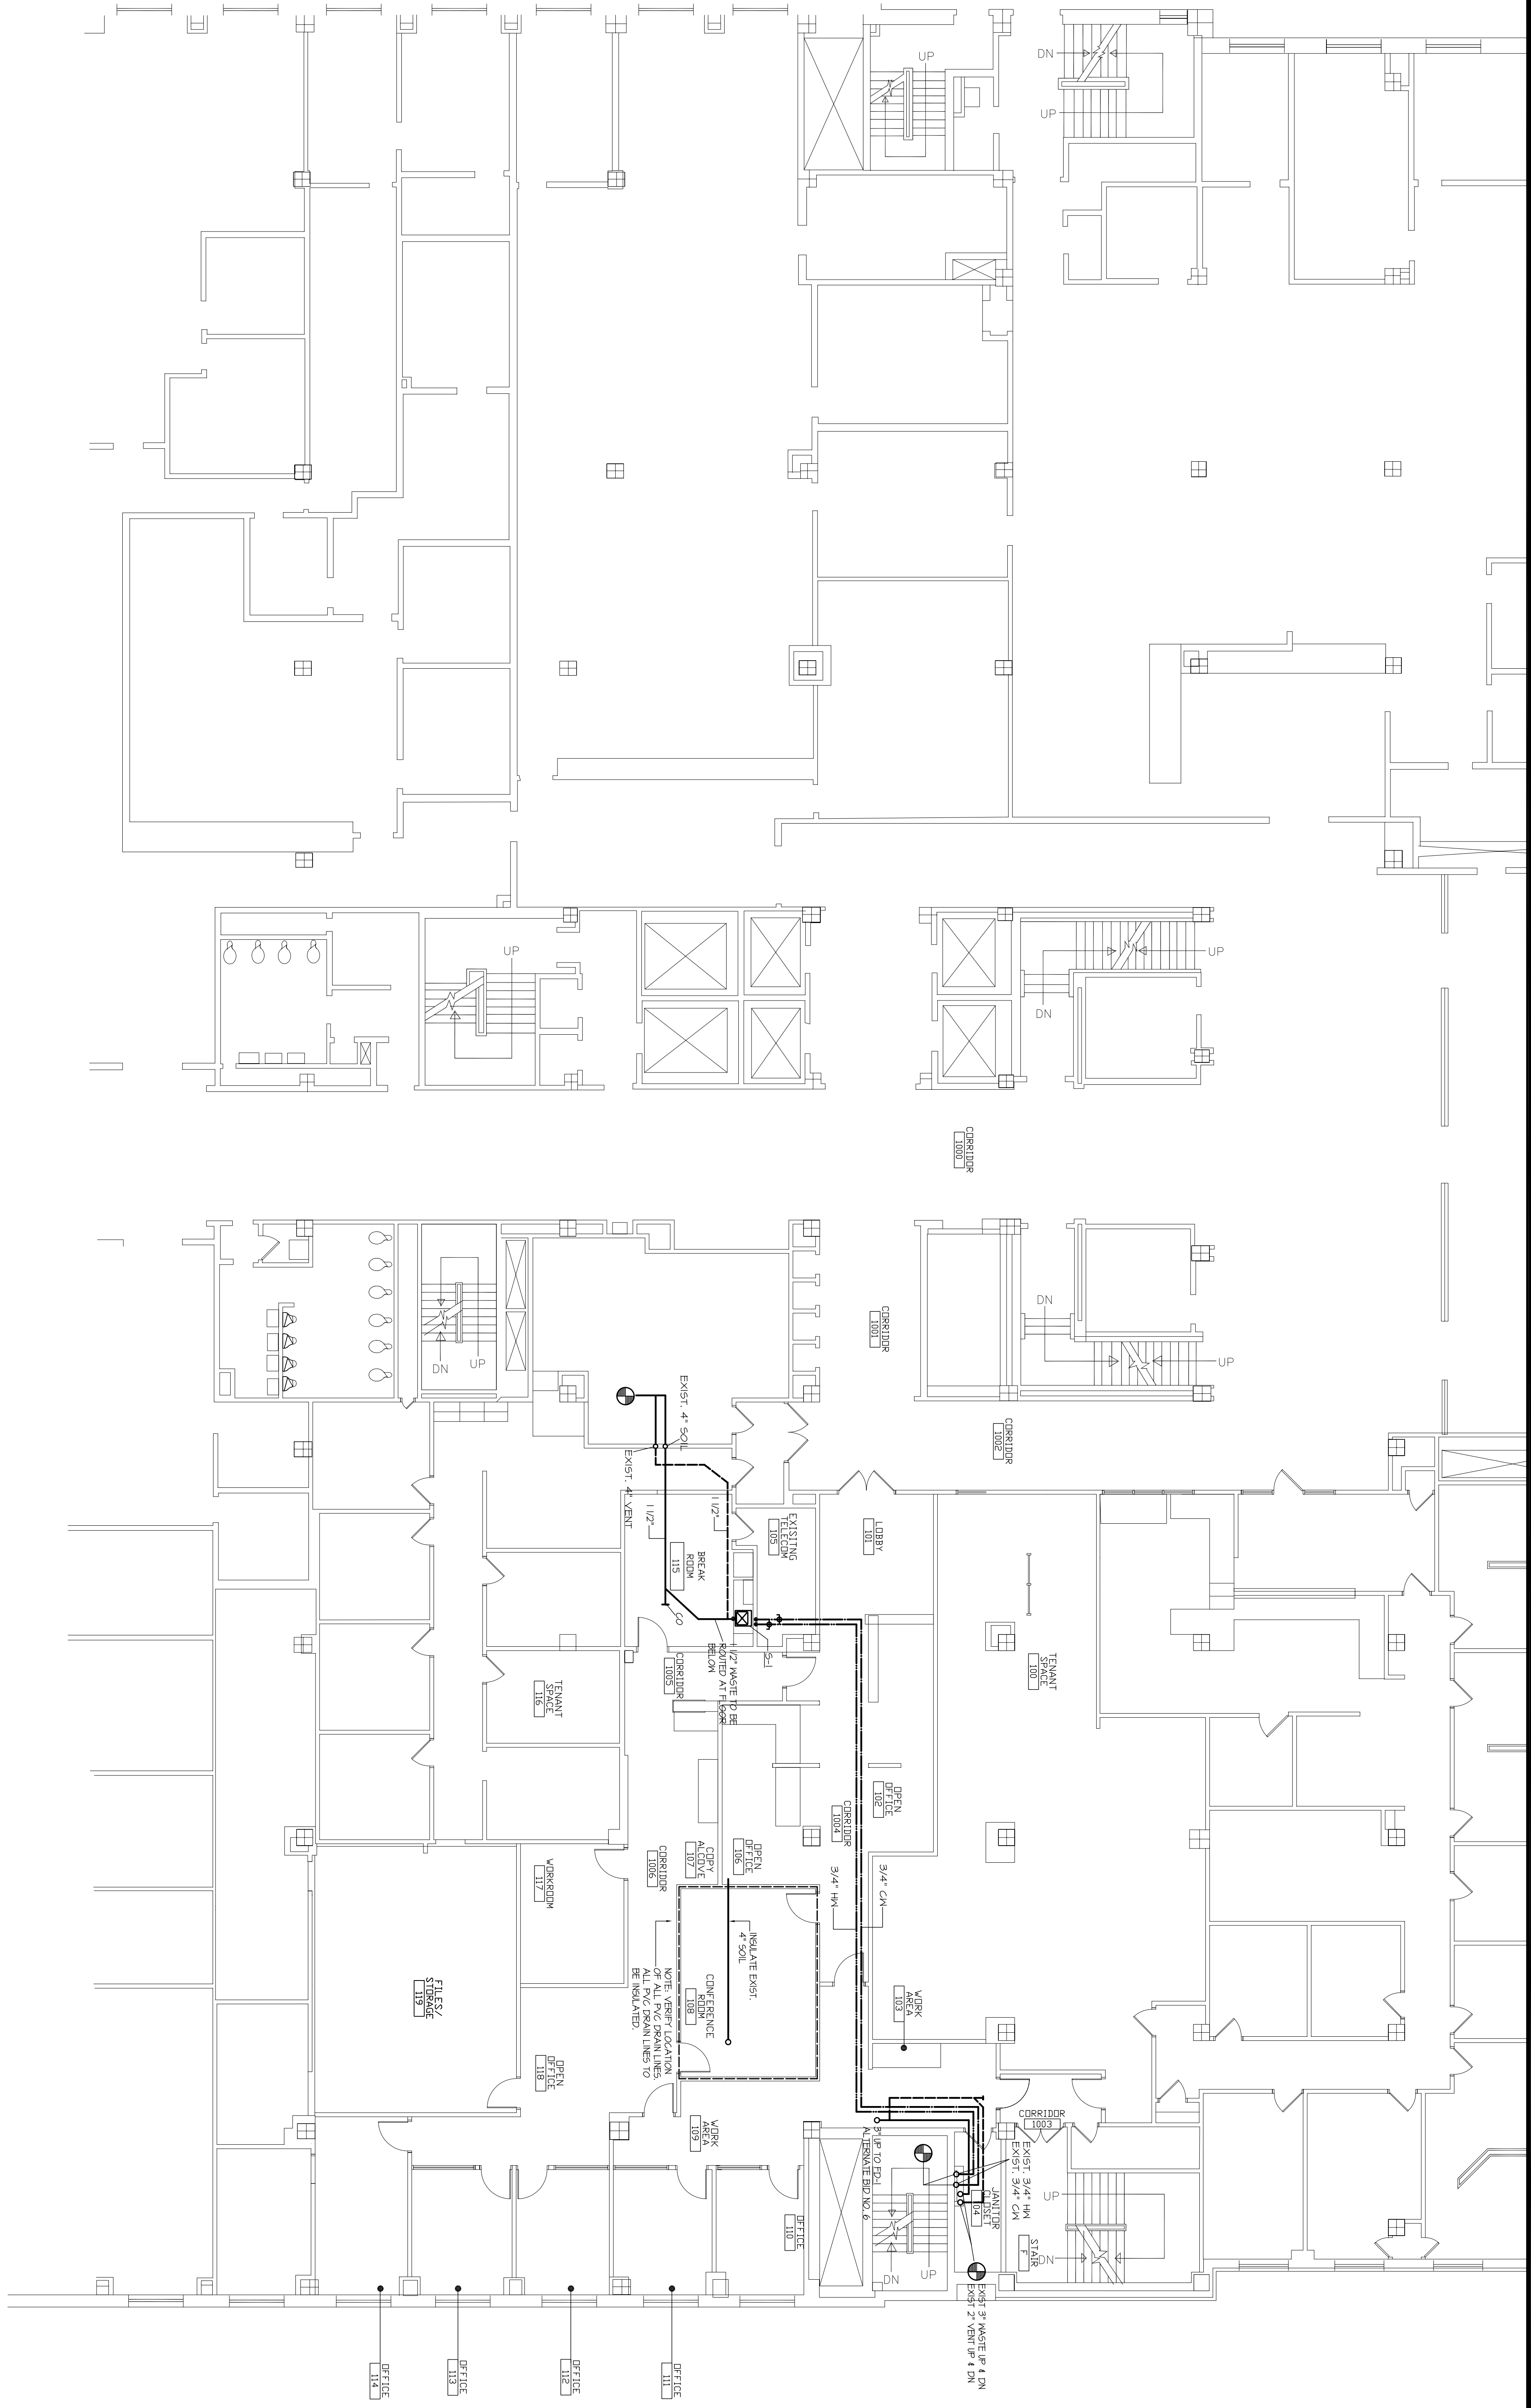 UP
DN
UP
UP
UP
DN
CORRIDOR
1000
CORRIDOR
1001
CORRIDOR
1002
DN
UP
UP
DN
EXIST. 4" SOIL
EXIST. 4" VENT
1 1/2"
1 1/2"
EXISITNG
TELECOM
105
LOBBY
101
BREAK
ROOM
115
CO
S-1
1 1/2" WASTE TO BE
ROUTED AT FLOOR
BELOW
CORRIDOR
1005
TENANT
SPACE
100
TENANT
SPACE
116
OPEN
OFFICE
102
CORRIDOR
1004
OPEN
OFFICE
106
COPY
ALCOVE
107
CORRIDOR
1006
WORKROOM
117
3/4" CW
3/4" HW
INSULATE EXIST.
4" SOIL
CONFERENCE
ROOM
108
NOTE: VERIFY LOCATION
OF ALL PVC DRAIN LINES.
ALL PVC DRAIN LINES TO
BE INSULATED.
FILES/
STORAGE
119
WORK
AREA
103
OPEN
OFFICE
118
WORK
AREA
109
CORRIDOR
1003
3" UP TO FD-1
ALTERNATE BID NO. 6
EXIST. 3/4" HW
EXIST. 3/4" CW
JANITOR
CLOSET
104
STAIR
F
UP
DN
UP
DN
OFFICE
110
EXIST 3" WASTE UP & DN
EXIST 2" VENT UP & DN
OFFICE
111
OFFICE
112
OFFICE
113
OFFICE
114